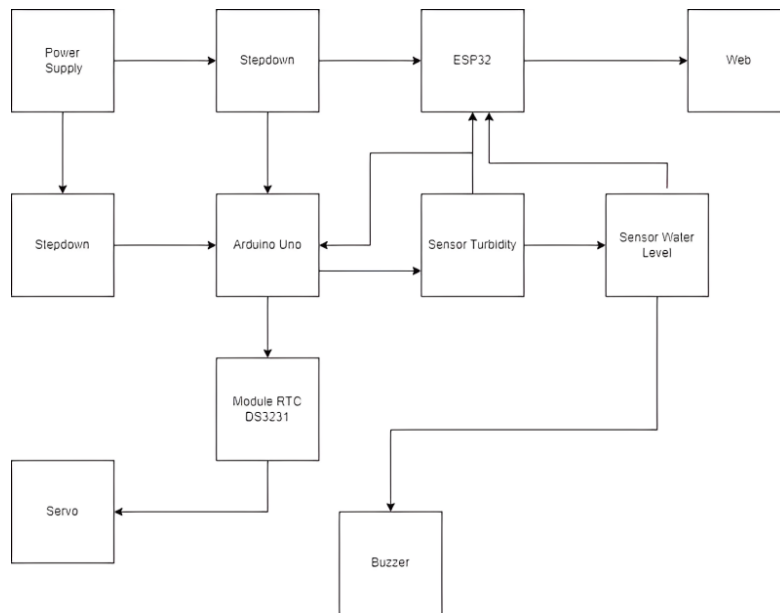 Power
Supply
Stepdown
ESP32
Web
Stepdown
Arduino Uno
Sensor Turbidity
Sensor Water
Level
Module RTC
DS3231
Servo
Buzzer